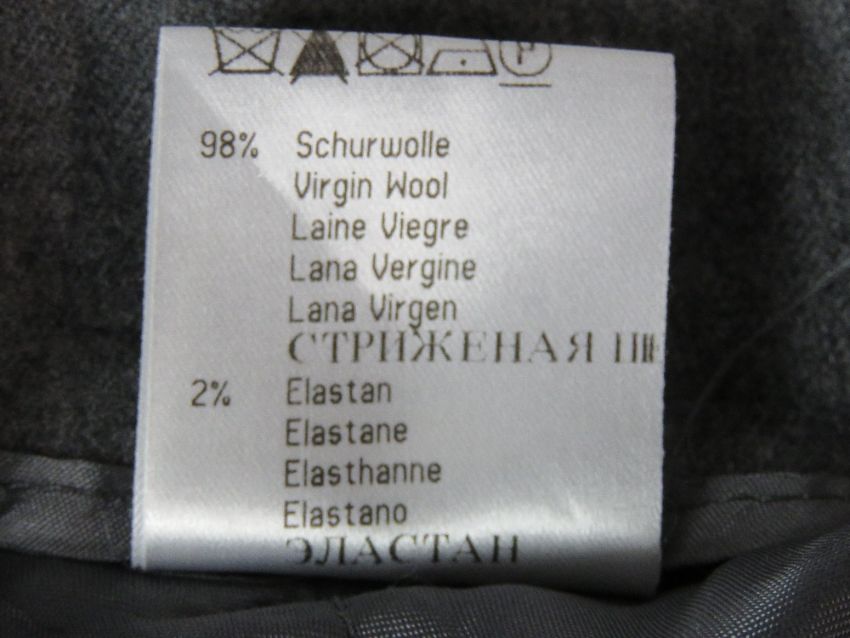 P
98% Schurwolle
Virgin Wool
Laine Viegre
Lana Vergine
Lana Virgen
СТРИЖЕНАЯ
2% Elastan
Elastane
Elasthanne
Elastano
ЭЛАСТАН